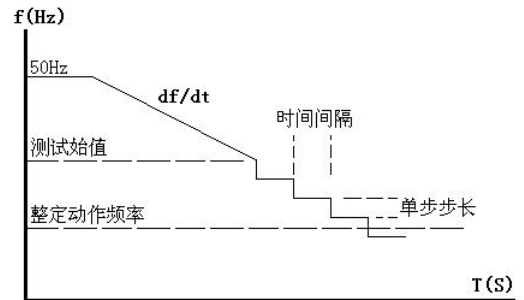 f(Hz)
50Hz
df/dt
时间间隔
测试始值
单步步长
整定动作频率
T(S)